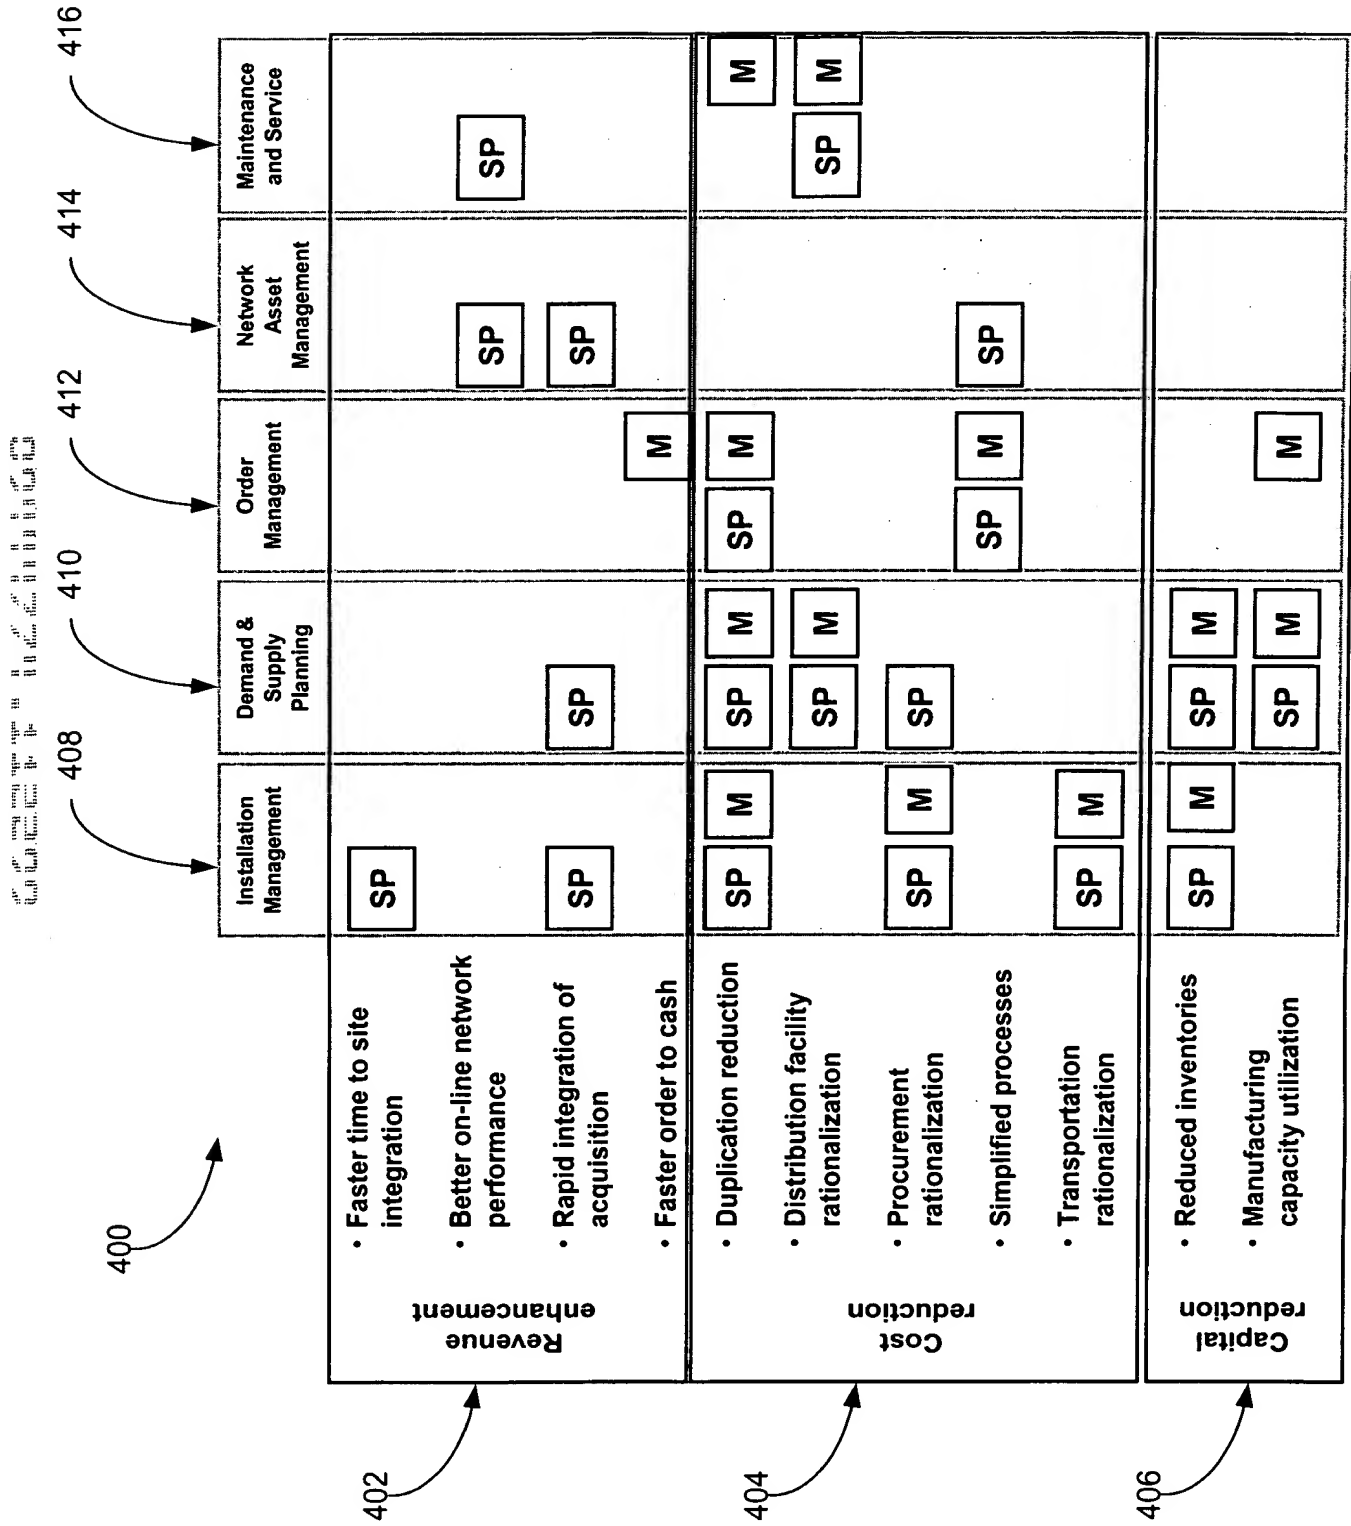 400
408
410
412
414
416
Installation
Management
Demand &
Supply
Planning
Order
Management
Network
Asset
Management
Maintenance
and Service
402
Revenue
enhancement
• Faster time to site
integration
SP
• Better on-line network
performance
SP
SP
• Rapid integration of
acquisition
SP
SP
SP
• Faster order to cash
M
404
Cost
reduction
• Duplication reduction
SP M SP M SP M M
• Distribution facility
rationalization
SP M SP M
• Procurement
rationalization
SP M SP
• Simplified processes
SP M SP
• Transportation
rationalization
SP M
406
Capital
reduction
• Reduced inventories
SP M SP M
• Manufacturing
capacity utilization
SP M M